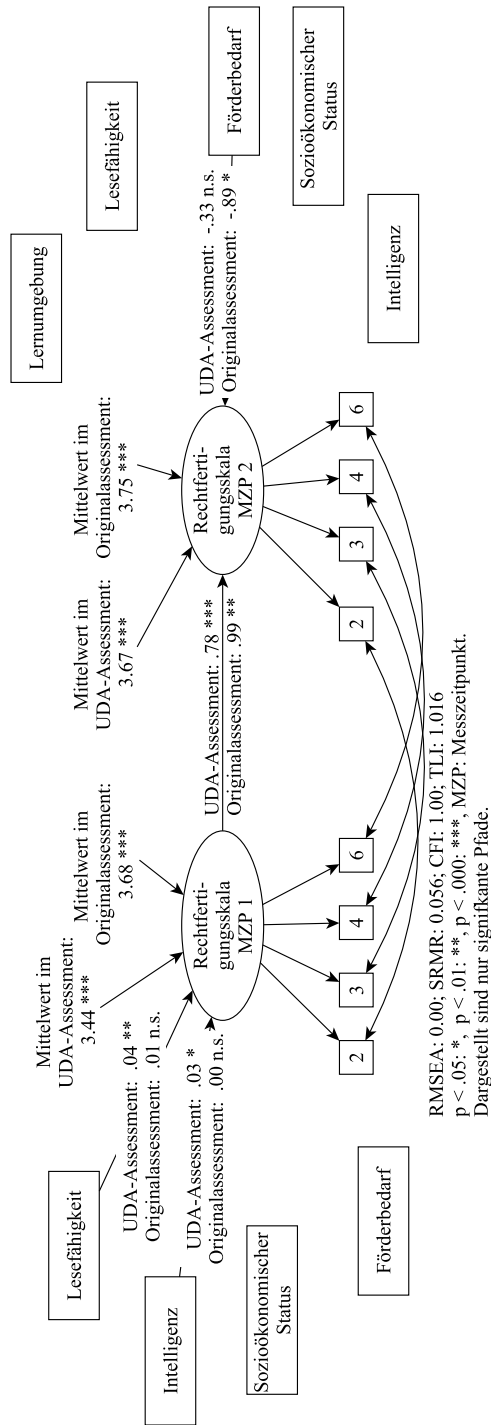 Lernumgebung
Lesefähigkeit
Förderbedarf
Sozioökonomischer
Status
Intelligenz
Mittelwert im
Originalassessment:
3.75 ***
Mittelwert im
UDA-Assessment:
3.67 ***
UDA-Assessment: -.33 n.s.
Originalassessment: -.89 *
Rechtferti-
gungsskala
MZP 2
2
3
4
6
UDA-Assessment: .78 ***
Originalassessment: .99 **
Mittelwert im
Originalassessment:
3.68 ***
Mittelwert im
UDA-Assessment:
3.44 ***
Rechtferti-
gungsskala
MZP 1
2
3
4
6
Lesefähigkeit
UDA-Assessment: .04 **
Originalassessment: .01 n.s.
Intelligenz
UDA-Assessment: .03 *
Originalassessment: .00 n.s.
Sozioökonomischer
Status
Förderbedarf
RMSEA: 0.00; SRMR: 0.056; CFI: 1.00; TLI: 1.016
p < .05: *, p < .01: **, p < .000: ***, MZP: Messzeitpunkt.
Dargestellt sind nur signifkante Pfade.